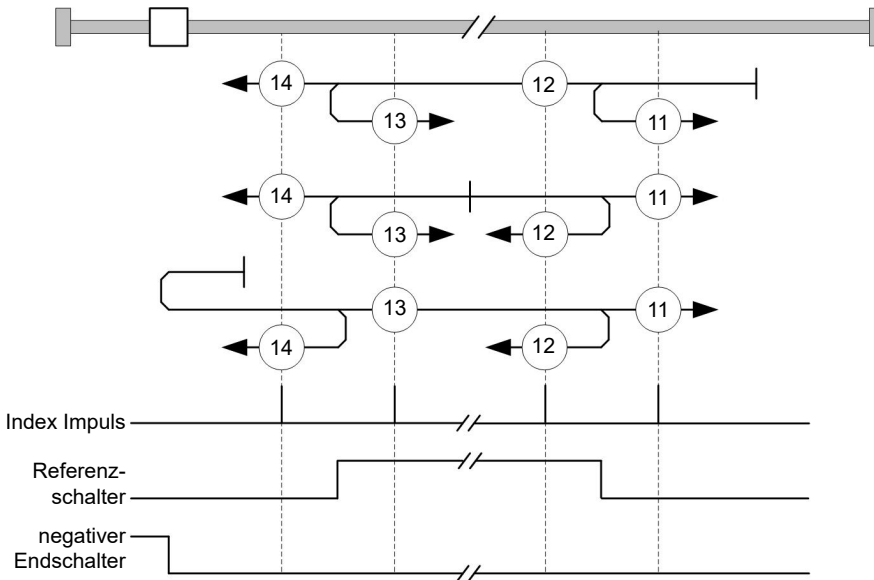 14 12
13 11
14 11
13 12
13 11
14 12
Index Impuls
Referenz-
schalter
negativer
Endschalter